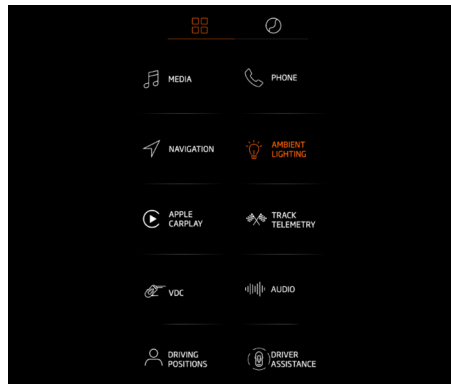 MEDIA
PHONE
NAVIGATION
AMBIENT
LIGHTING
APPLE
CARPLAY
TRACK
TELEMETRY
VDC
AUDIO
DRIVING
POSITIONS
DRIVER
ASSISTANCE